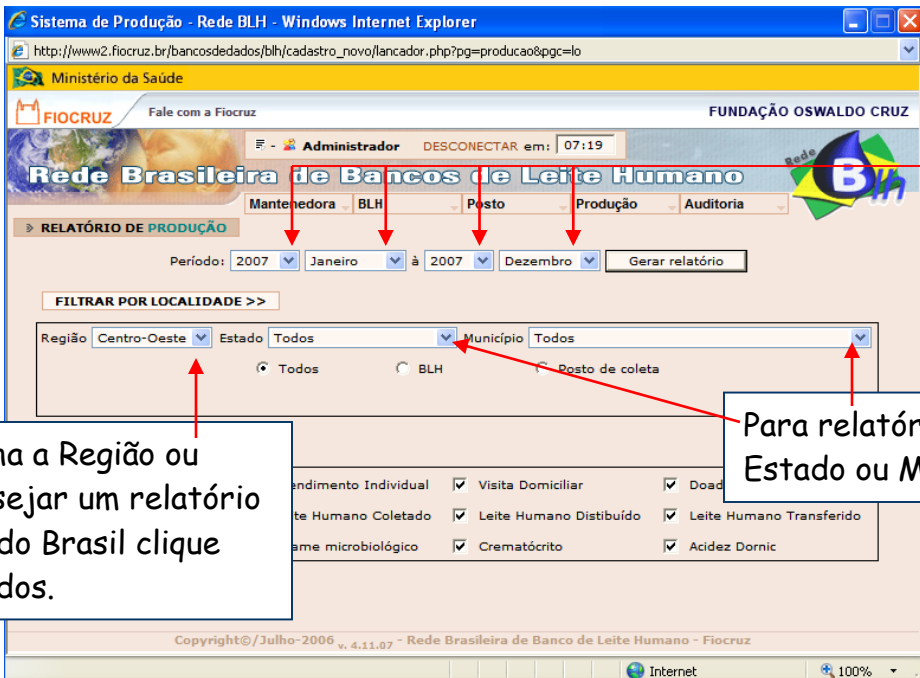 Sistema de Produção - Rede BLH - Windows Internet Explorer
http://www2.fiocruz.br/bancosdedados/blh/cadastro_novo/lancador.php?pg=producao&pgc=lo
Ministério da Saúde
FIOCRUZ Fale com a Fiocruz FUNDAÇÃO OSWALDO CRUZ
- Administrador DESCONECTAR em: 07:19
Rede Brasileira de Bancos de Leite Humano
Rede Blh
Mantenedora BLH Posto Produção Auditoria
» RELATÓRIO DE PRODUÇÃO
Período: 2007 Janeiro à 2007 Dezembro Gerar relatório
FILTRAR POR LOCALIDADE >>
Região Centro-Oeste Estado Todos Município Todos
Todos BLH Posto de coleta
Para relatór
Estado ou M
na a Região ou
sejar um relatório
do Brasil clique
dos.
endimento Individual Visita Domiciliar Doad
te Humano Coletado Leite Humano Distibuído Leite Humano Transferido
ame microbiológico Crematócrito Acidez Dornic
Copyright©/Julho-2006 v. 4.11.07 - Rede Brasileira de Banco de Leite Humano - Fiocruz
Internet 100%